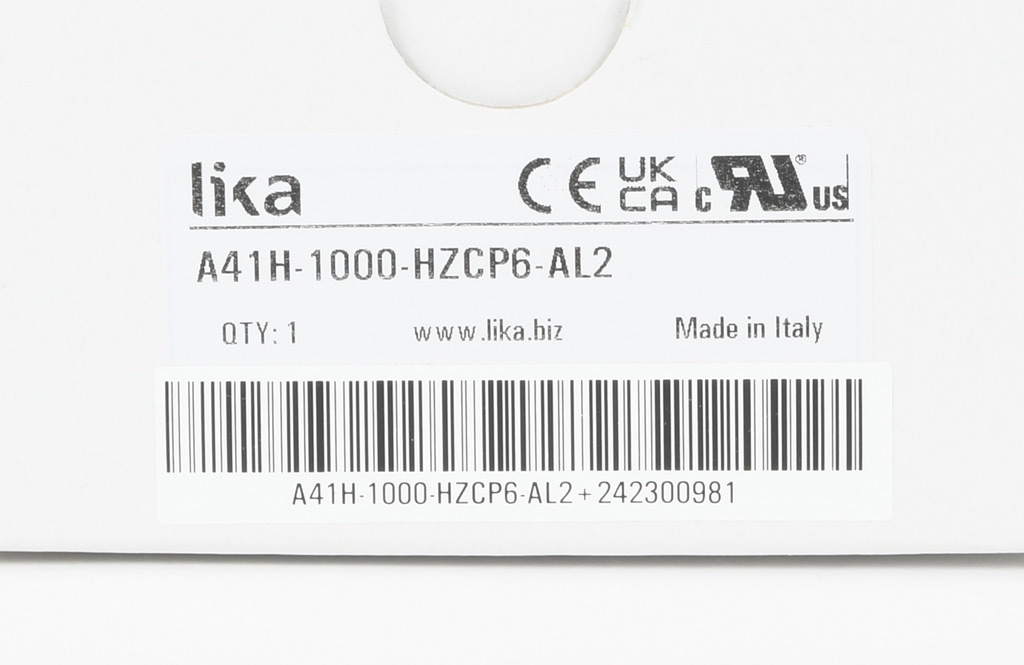 lika CE UK CA c RU® US
A41H-1000-HZCP6-AL2
QTY: 1 www.lika.biz Made in Italy
A41H-1000-HZCP6-AL2+242300981